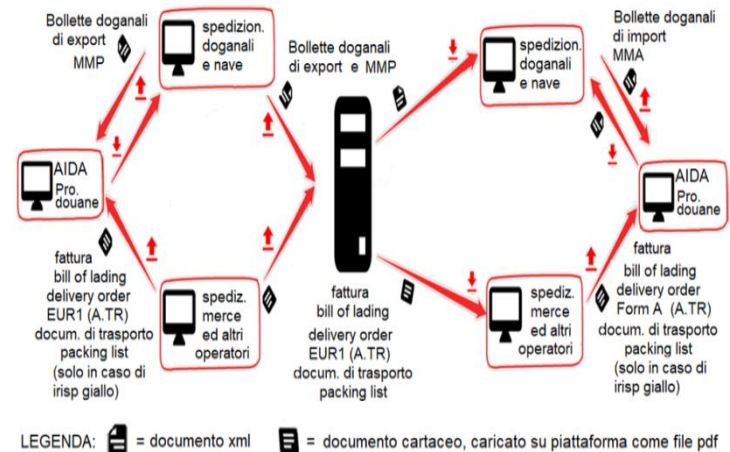 Bollette doganali
di export
MMP
spedizion.
doganali
e nave
Bollette doganali
di export e MMP
spedizion.
doganali
e nave
Bollette doganali
di import
MMA
AIDA
Pro.
douane
AIDA
Pro.
douane
fattura
bill of lading
delivery order
EUR1 (A.TR)
docum. di trasporto
packing list
(solo in caso di
irisp giallo)
spediz.
merce
ed altri
operatori
fattura
bill of lading
delivery order
EUR1 (A.TR)
docum. di trasporto
packing list
spediz.
merce
ed altri
operatori
fattura
bill of lading
delivery order
Form A (A.TR)
docum. di trasporto
packing list
(solo in caso di
irisp giallo)
LEGENDA: = documento xml = documento cartaceo, caricato su piattaforma come file pdf